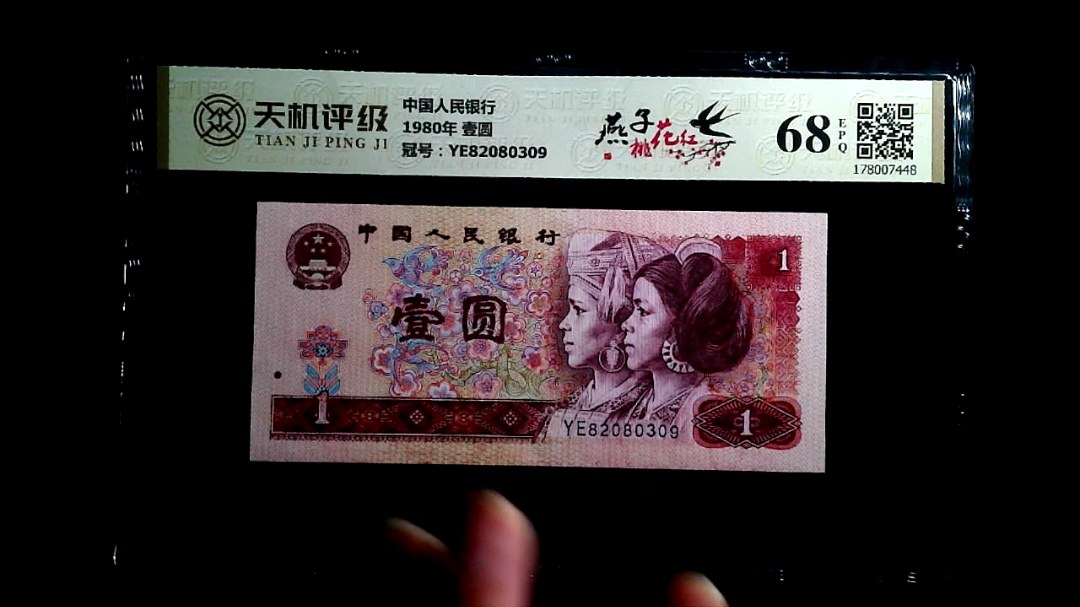 天机评级
TIAN JI PING JI
中国人民银行
1980年 壹圆
冠号：YE82080309
燕子
桃花红
68
EPQ
178007448
中国人民银行
1
壹圆
1
YE82080309
1